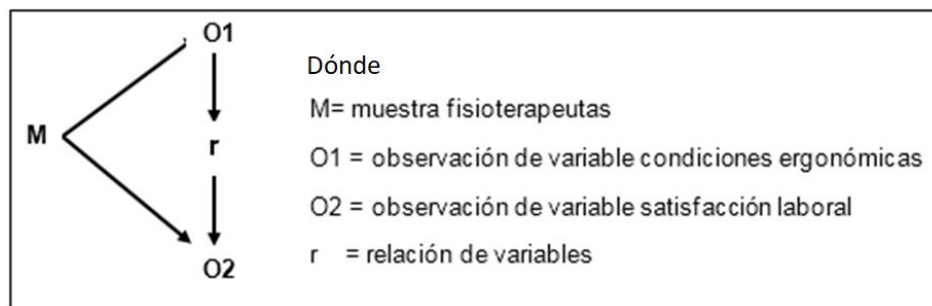 O1
Dónde
M= muestra fisioterapeutas
M
r
O1 = observación de variable condiciones ergonómicas
O2 = observación de variable satisfacción laboral
r = relación de variables
O2